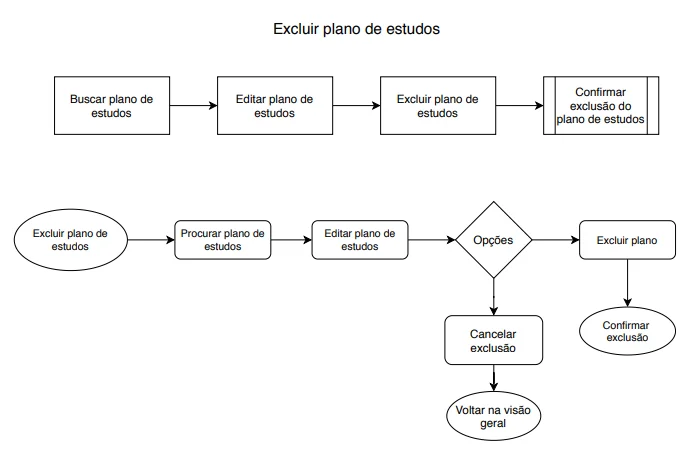 Excluir plano de estudos
Buscar plano de
estudos
Editar plano de
estudos
Excluir plano de
estudos
Confirmar
exclusão do
plano de estudos
Excluir plano de
estudos
Procurar plano de
estudos
Editar plano de
estudos
Opções
Excluir plano
Cancelar
exclusão
Confirmar
exclusão
Voltar na visão
geral